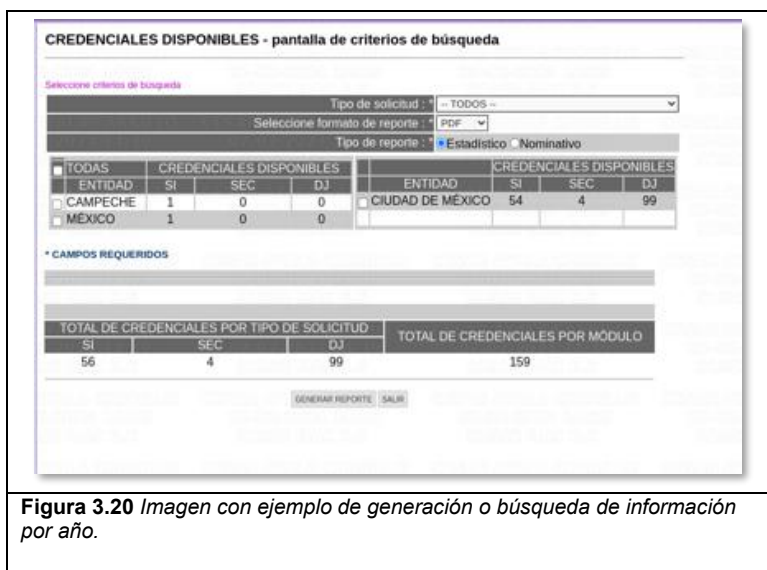 CREDENCIALES DISPONIBLES - pantalla de criterios de búsqueda
Seleccione criterios de búsqueda
Tipo de solicitud : * -- TODOS --
Seleccione formato de reporte : * PDF
Tipo de reporte : * Estadístico Nominativo
TODAS CREDENCIALES DISPONIBLES CREDENCIALES DISPONIBLES
ENTIDAD SI SEC DJ ENTIDAD SI SEC DJ
CAMPECHE 1 0 0 CIUDAD DE MÉXICO 54 4 99
MÉXICO 1 0 0
* CAMPOS REQUERIDOS
TOTAL DE CREDENCIALES POR TIPO DE SOLICITUD TOTAL DE CREDENCIALES POR MÓDULO
SI SEC DJ
56 4 99 159
GENERAR REPORTE SALIR
Figura 3.20 Imagen con ejemplo de generación o búsqueda de información
por año.